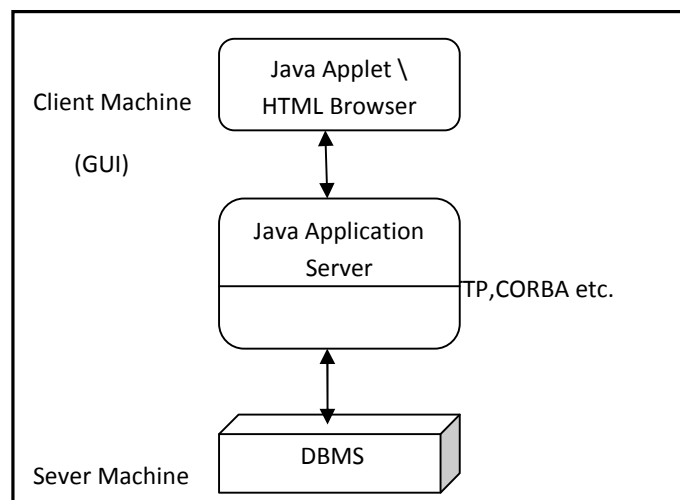 Java Applet \
HTML Browser
Client Machine
(GUI)
Java Application
Server
TP,CORBA etc.
DBMS
Sever Machine